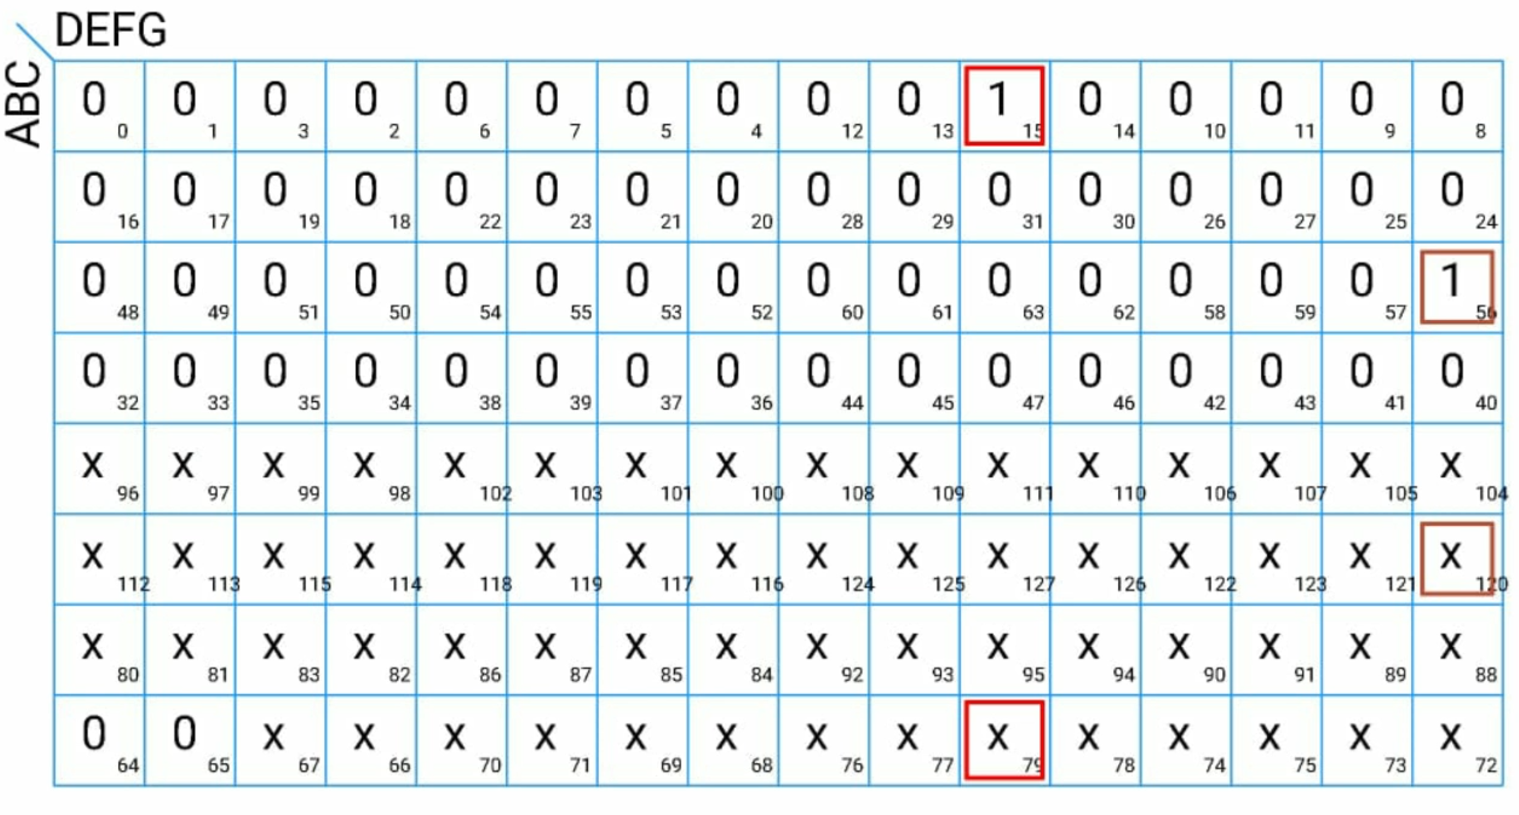 DEFG
ABC
0 0 0 0 0 0 0 0 0 0 1 0 0 0 0 0
0 1 3 2 6 7 5 4 12 13 15 14 10 11 9 8
0 0 0 0 0 0 0 0 0 0 0 0 0 0 0 0
16 17 19 18 22 23 21 20 28 29 31 30 26 27 25 24
0 0 0 0 0 0 0 0 0 0 0 0 0 0 0 1
48 49 51 50 54 55 53 52 60 61 63 62 58 59 57 56
0 0 0 0 0 0 0 0 0 0 0 0 0 0 0 0
32 33 35 34 38 39 37 36 44 45 47 46 42 43 41 40
x x x x x x x x x x x x x x x x
96 97 99 98 102 103 101 100 108 109 111 110 106 107 105 104
x x x x x x x x x x x x x x x x
112 113 115 114 118 119 117 116 124 125 127 126 122 123 121 120
x x x x x x x x x x x x x x x x
80 81 83 82 86 87 85 84 92 93 95 94 90 91 89 88
0 0 x x x x x x x x x x x x x x
64 65 67 66 70 71 69 68 76 77 79 78 74 75 73 72